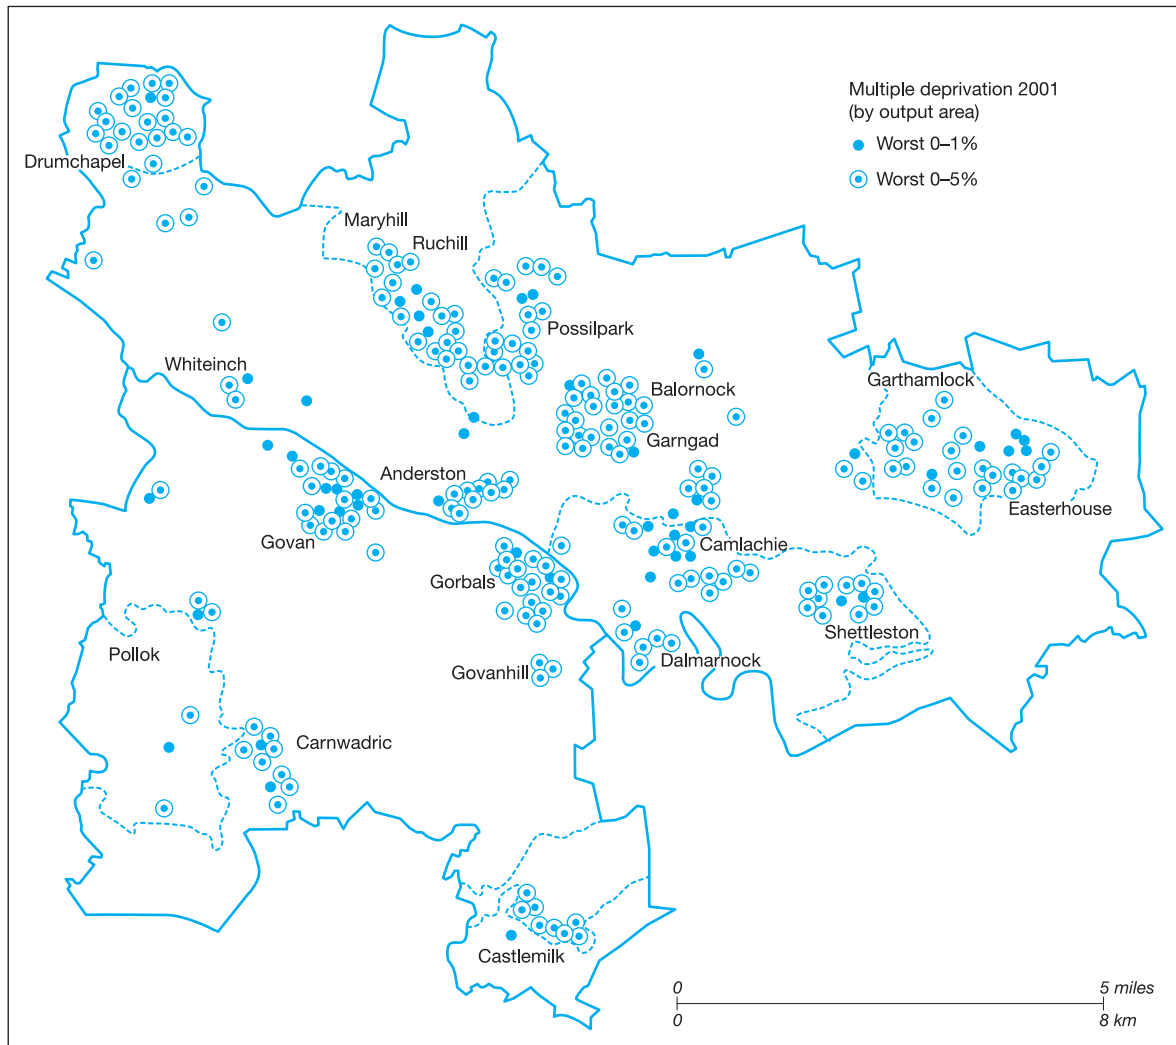 Multiple deprivation 2001
(by output area)
Worst 0–1%
Worst 0–5%
Drumchapel
Maryhill
Ruchill
Possilpark
Whiteinch
Balornock
Garthamlock
Garngad
Anderston
Easterhouse
Govan
Camlachie
Gorbals
Shettleston
Pollok
Govanhill
Dalmarnock
Carnwadric
Castlemilk
0
5 miles
0
8 km